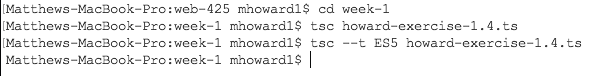 [Matthews-MacBook-Pro:web-425 mhoward1$ cd week-1
[Matthews-MacBook-Pro:week-1 mhoward1$ tsc howard-exercise-1.4.ts
[Matthews-MacBook-Pro:week-1 mhoward1$ tsc --t ES5 howard-exercise-1.4.ts
Matthews-MacBook-Pro:week-1 mhoward1$